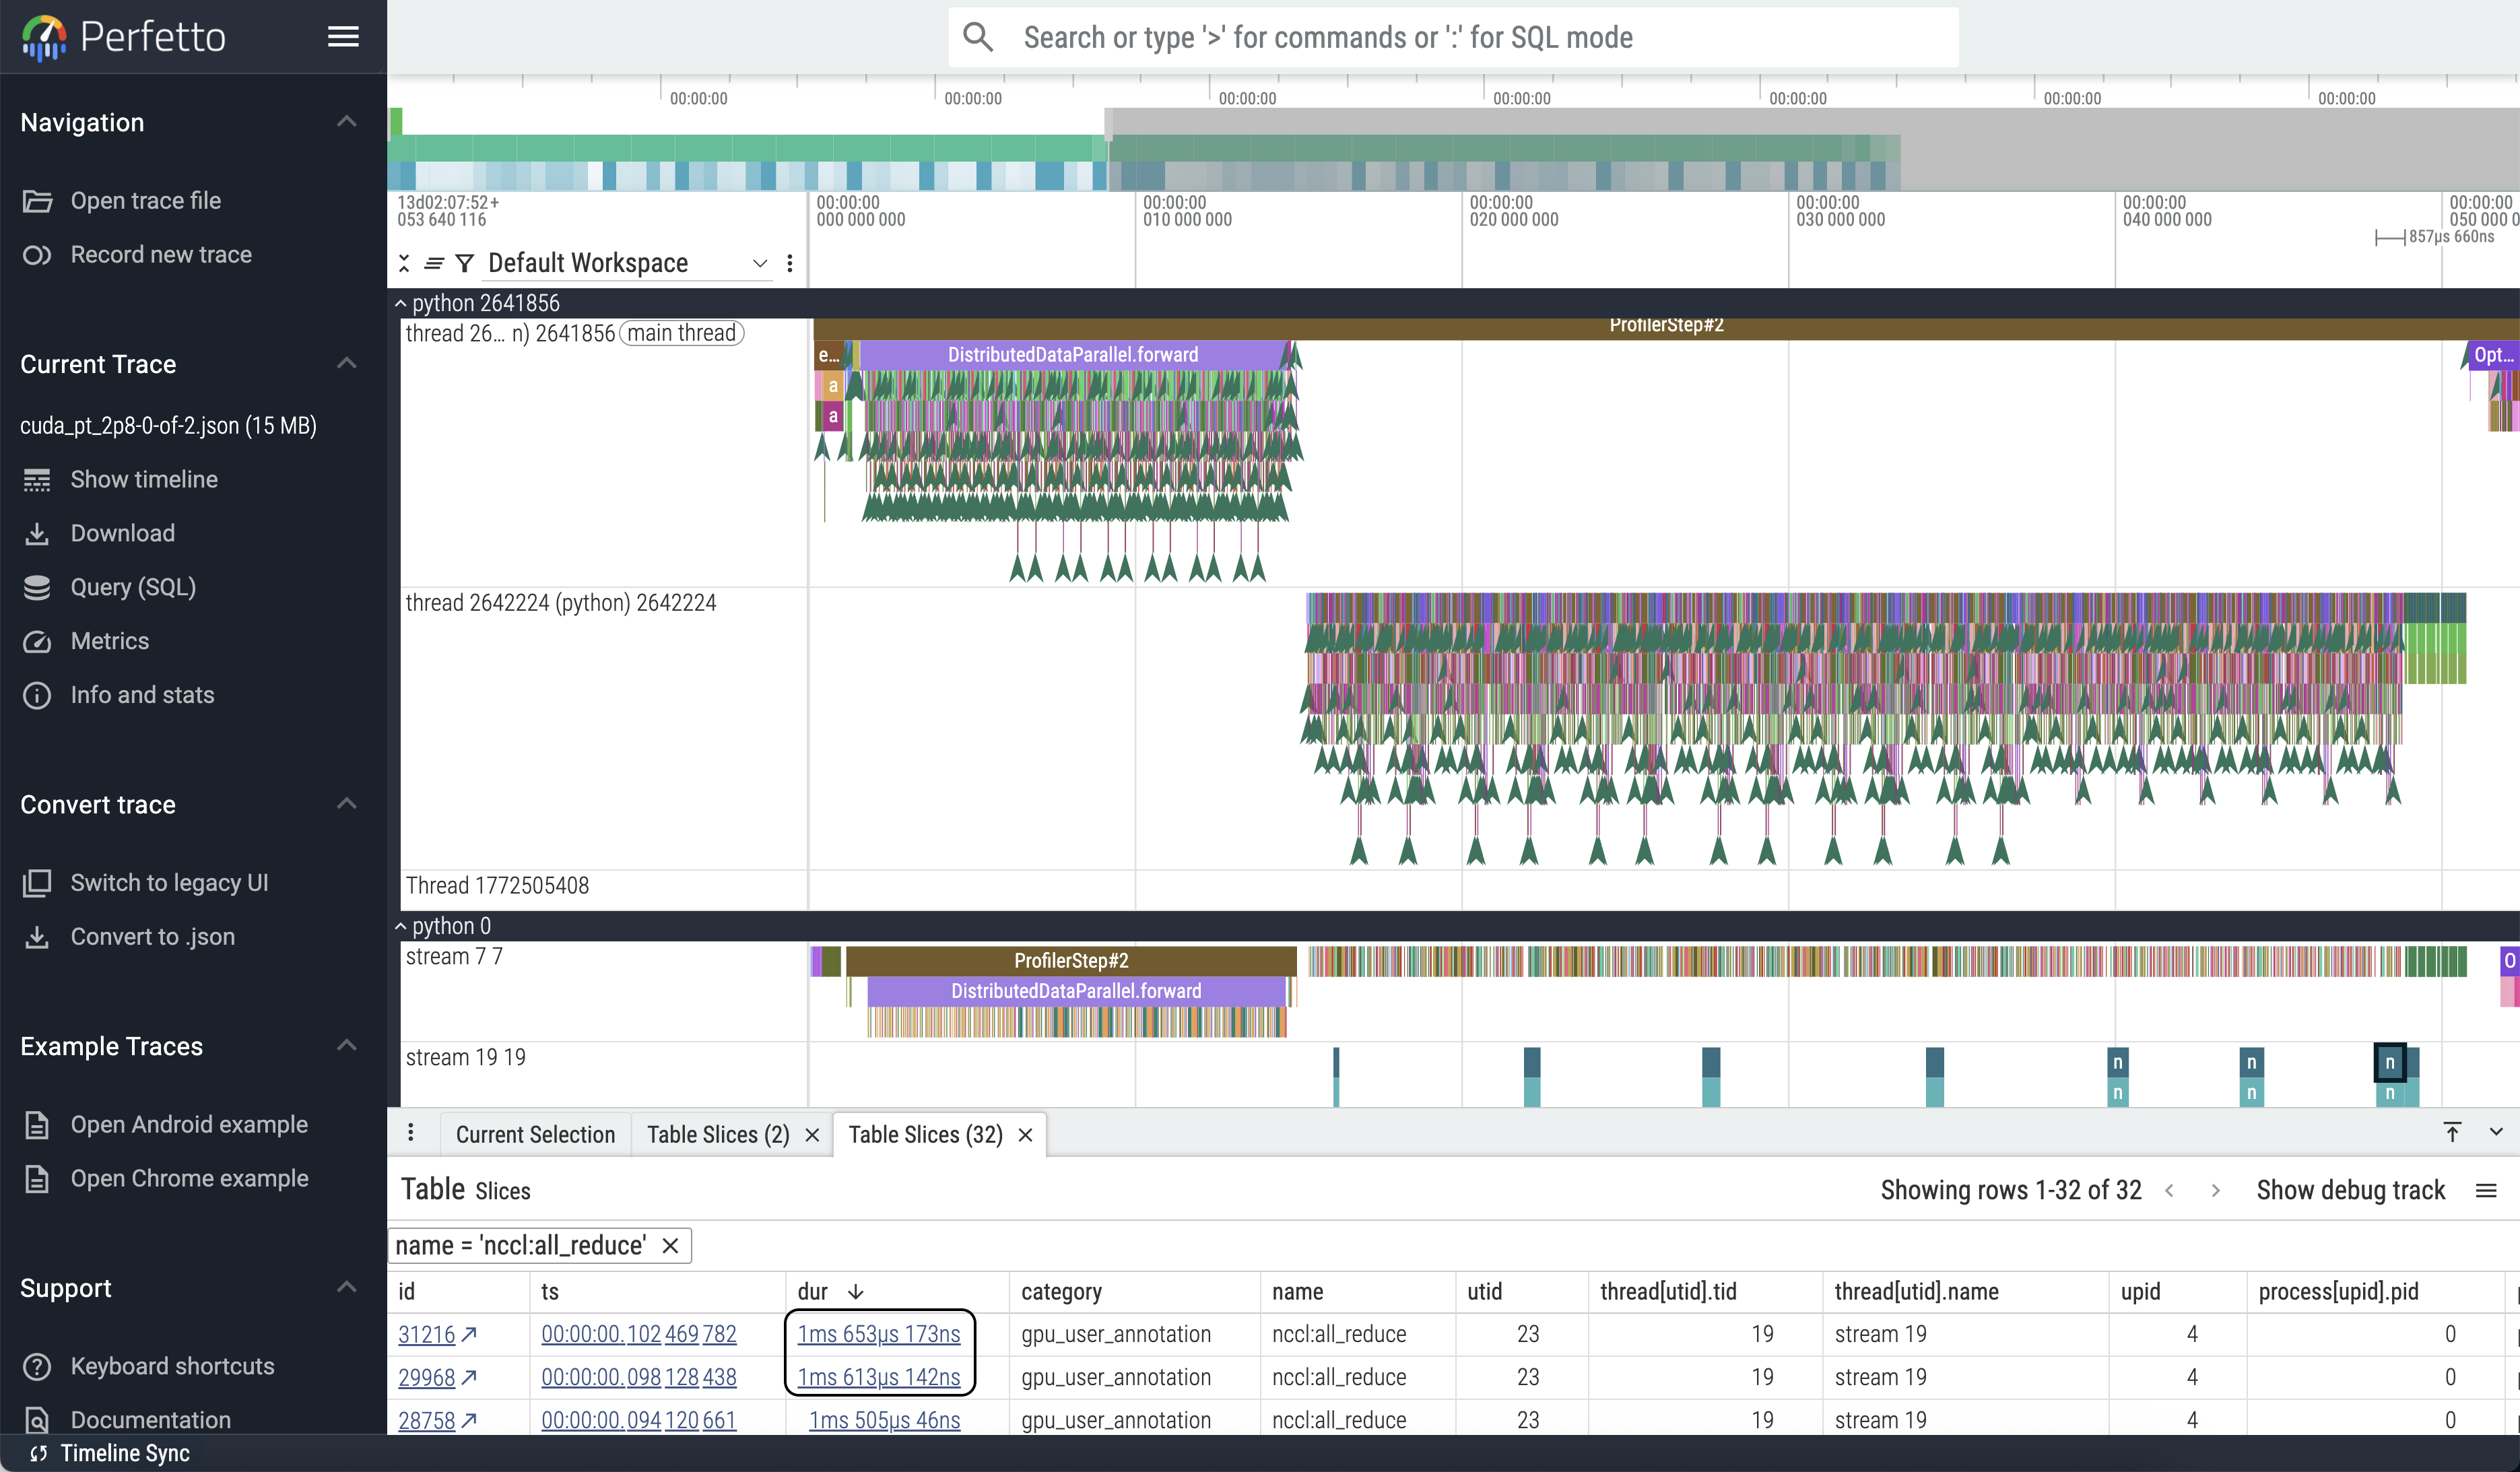 Perfetto
Search or type '>' for commands or ':' for SQL mode
Navigation
Open trace file
Record new trace
Current Trace
cuda_pt_2p8-0-of-2.json (15 MB)
Show timeline
Download
Query (SQL)
Metrics
Info and stats
Convert trace
Switch to legacy UI
Convert to .json
Example Traces
Open Android example
Open Chrome example
Support
Keyboard shortcuts
Documentation
Timeline Sync
00:00:00 00:00:00 00:00:00 00:00:00 00:00:00 00:00:00 00:00:00
13d02:07:52+ 00:00:00 00:00:00 00:00:00 00:00:00 00:00:00 00:00:00
053 640 116 000 000 000 010 000 000 020 000 000 030 000 000 040 000 000 050 000 0
857µs 660ns
Default Workspace
python 2641856
ProfilerStep#2
thread 26... n) 2641856 main thread
e... DistributedDataParallel.forward Opt...
a
a
thread 2642224 (python) 2642224
Thread 1772505408
python 0
stream 7 7
ProfilerStep#2 O
DistributedDataParallel.forward
stream 19 19
n n n
n n n
Current Selection Table Slices (2) Table Slices (32)
Table Slices Showing rows 1-32 of 32 Show debug track
name = 'nccl:all_reduce'
id ts dur category name utid thread[utid].tid thread[utid].name upid process[upid].pid
31216 00:00:00.102 469 782 1ms 653µs 173ns gpu_user_annotation nccl:all_reduce 23 19 stream 19 4 0
29968 00:00:00.098 128 438 1ms 613µs 142ns gpu_user_annotation nccl:all_reduce 23 19 stream 19 4 0
28758 00:00:00.094 120 661 1ms 505µs 46ns gpu_user_annotation nccl:all_reduce 23 19 stream 19 4 0